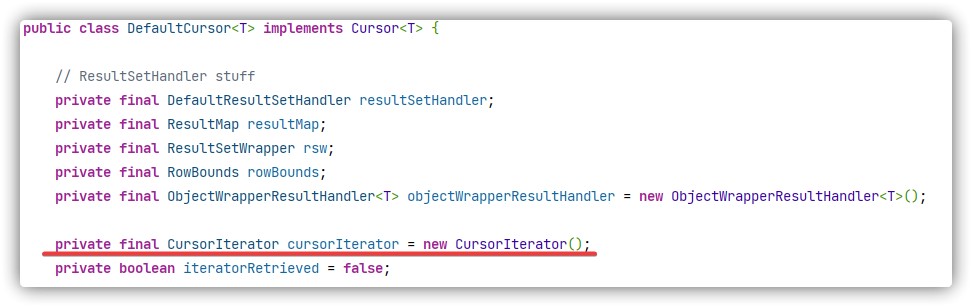 public class DefaultCursor<T> implements Cursor<T> {
// ResultSetHandler stuff
private final DefaultResultSetHandler resultSetHandler;
private final ResultMap resultMap;
private final ResultSetWrapper rsw;
private final RowBounds rowBounds;
private final ObjectWrapperResultHandler<T> objectWrapperResultHandler = new ObjectWrapperResultHandler<T>();
private final CursorIterator cursorIterator = new CursorIterator();
private boolean iteratorRetrieved = false;